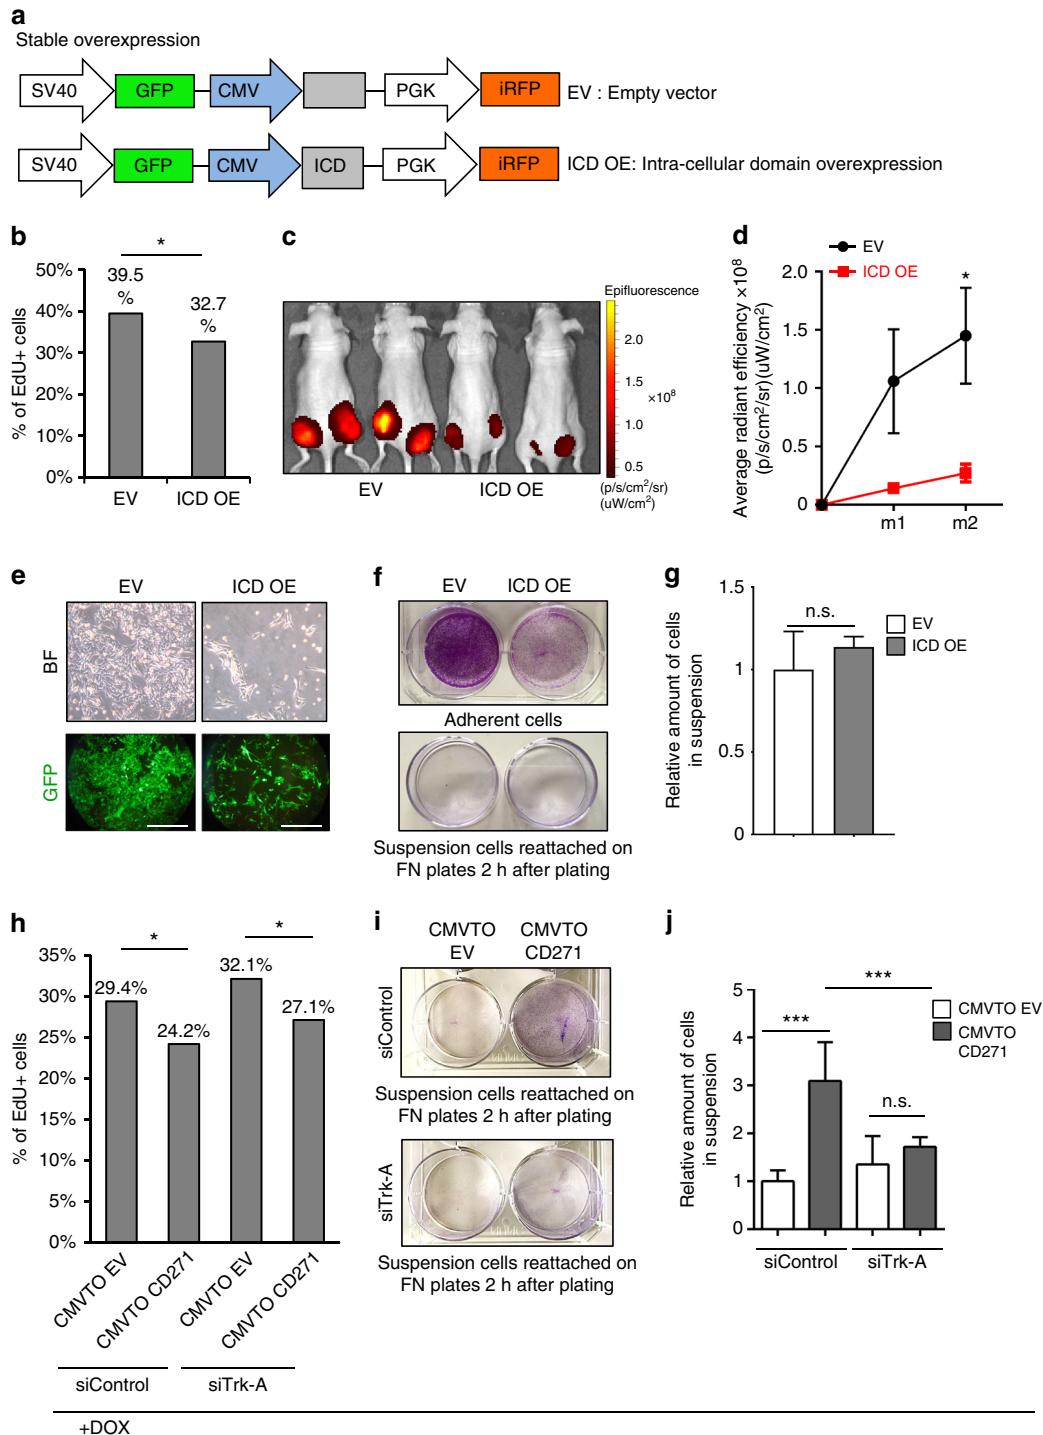 a
Stable overexpression
SV40 GFP CMV PGK iRFP EV : Empty vector
SV40 GFP CMV ICD PGK iRFP ICD OE: Intra-cellular domain overexpression
b
*
% of EdU+ cells
50%
40%
30%
20%
10%
0%
39.5
%
32.7
%
EV ICD OE
c
Epifluorescence
2.0
1.5
×10⁸
1.0
0.5
(p/s/cm²/sr)
(uW/cm²)
EV ICD OE
d
EV
ICD OE
Average radiant efficiency ×10⁸
(p/s/cm²/sr)(uW/cm²)
2.0
1.5
1.0
0.5
0
*
m1 m2
e
EV ICD OE
BF
GFP
f
EV ICD OE
Adherent cells
Suspension cells reattached on
FN plates 2 h after plating
g
Relative amount of cells
in suspension
1.5
1
0.5
0
n.s.
EV
ICD OE
h
% of EdU+ cells
35%
30%
25%
20%
15%
10%
5%
0%
*
*
29.4%
24.2%
32.1%
27.1%
CMVTO EV
CMVTO CD271
CMVTO EV
CMVTO CD271
siControl siTrk-A
+DOX
i
CMVTO
EV
CMVTO
CD271
siControl
Suspension cells reattached on
FN plates 2 h after plating
siTrk-A
Suspension cells reattached on
FN plates 2 h after plating
j
Relative amount of cells
in suspension
5
4
3
2
1
0
***
***
n.s.
CMVTO EV
CMVTO
CD271
siControl siTrk-A